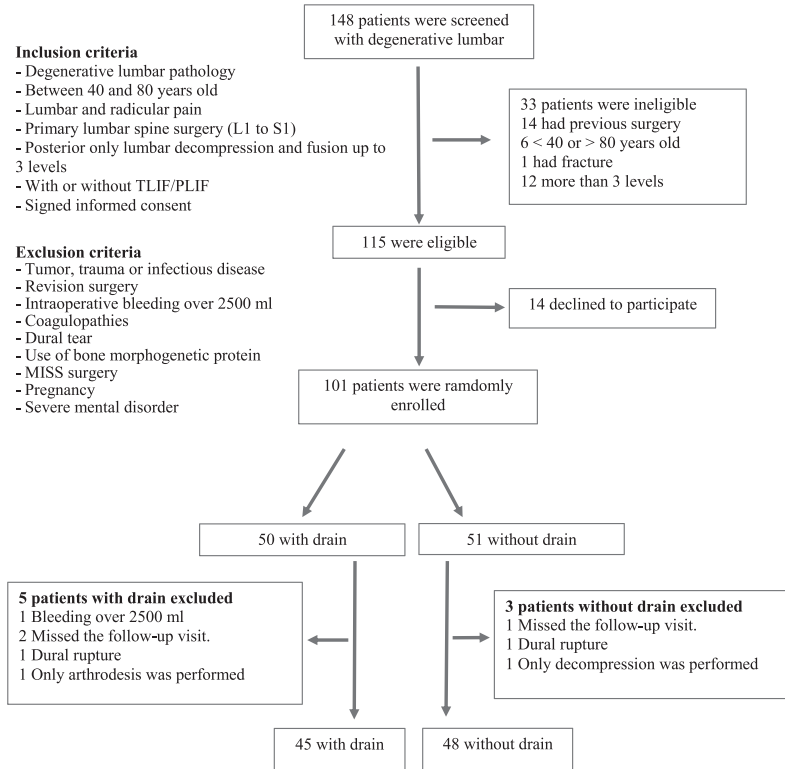 148 patients were screened
with degenerative lumbar
Inclusion criteria
- Degenerative lumbar pathology
- Between 40 and 80 years old
- Lumbar and radicular pain
- Primary lumbar spine surgery (L1 to S1)
- Posterior only lumbar decompression and fusion up to
3 levels
- With or without TLIF/PLIF
- Signed informed consent
33 patients were ineligible
14 had previous surgery
6 < 40 or > 80 years old
1 had fracture
12 more than 3 levels
115 were eligible
Exclusion criteria
- Tumor, trauma or infectious disease
- Revision surgery
- Intraoperative bleeding over 2500 ml
- Coagulopathies
- Dural tear
- Use of bone morphogenetic protein
- MISS surgery
- Pregnancy
- Severe mental disorder
14 declined to participate
101 patients were ramdomly
enrolled
50 with drain
51 without drain
5 patients with drain excluded
1 Bleeding over 2500 ml
2 Missed the follow-up visit.
1 Dural rupture
1 Only arthrodesis was performed
3 patients without drain excluded
1 Missed the follow-up visit.
1 Dural rupture
1 Only decompression was performed
45 with drain
48 without drain